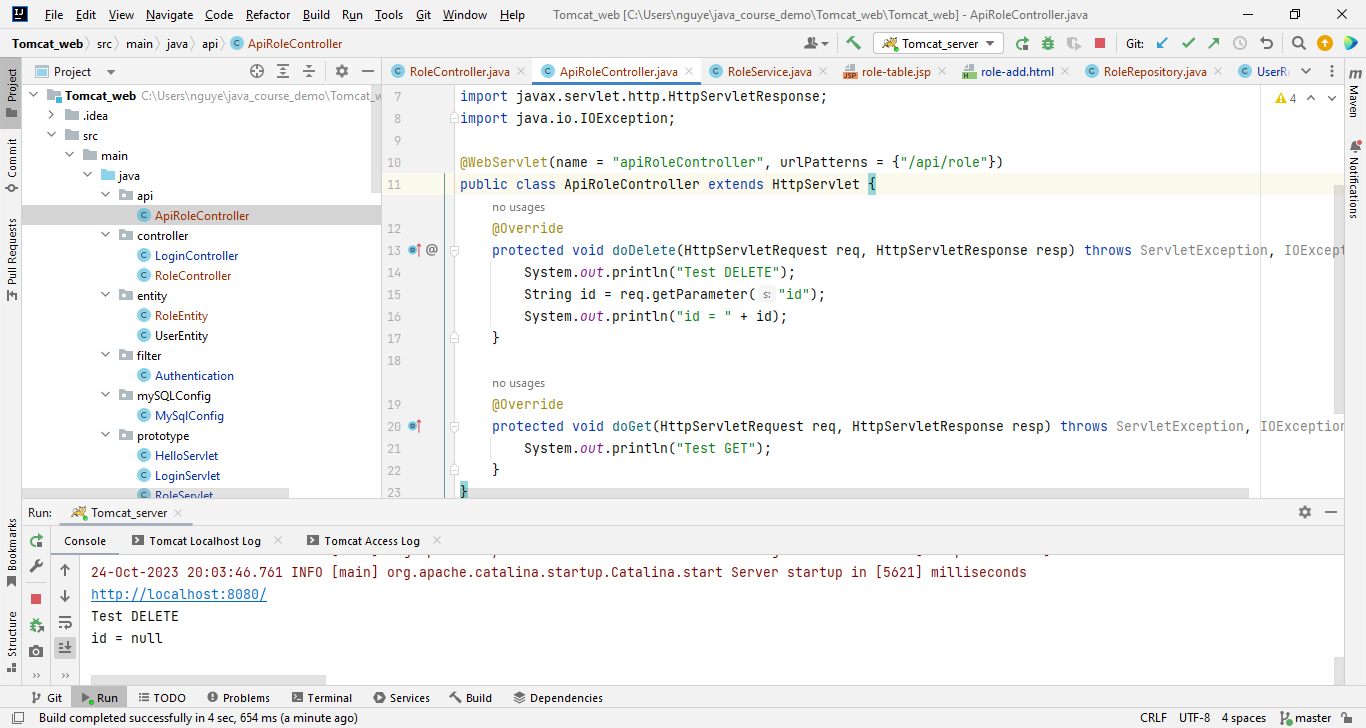 File Edit View Navigate Code Refactor Build Run Tools Git Window Help Tomcat_web [C:\Users\nguye\java_course_demo\Tomcat_web\Tomcat_web] - ApiRoleController.java
Tomcat_web src main java api ApiRoleController Tomcat_server Git:
Project
RoleController.java ApiRoleController.java RoleService.java role-table.jsp role-add.html RoleRepository.java
Tomcat_web C:\Users\nguye\java_course_demo\Tomcat_w
.idea
src
main
java
api
ApiRoleController
controller
LoginController
RoleController
entity
RoleEntity
UserEntity
filter
Authentication
mySQLConfig
MySqlConfig
prototype
HelloServlet
LoginServlet
RoleServlet
4
7 import javax.servlet.http.HttpServletResponse;
8 import java.io.IOException;
9
10 @WebServlet(name = "apiRoleController", urlPatterns = {"/api/role"})
11 public class ApiRoleController extends HttpServlet {
no usages
12 @Override
13 @ protected void doDelete(HttpServletRequest req, HttpServletResponse resp) throws ServletException, IOExcept
14 System.out.println("Test DELETE");
15 String id = req.getParameter( s: "id");
16 System.out.println("id = " + id);
17 }
18
no usages
19 @Override
20 protected void doGet(HttpServletRequest req, HttpServletResponse resp) throws ServletException, IOException
21 System.out.println("Test GET");
22 }
23 }
Project
Commit
Pull Requests
Bookmarks
Structure
Maven
Notifications
Run: Tomcat_server
Console Tomcat Localhost Log Tomcat Access Log
24-Oct-2023 20:03:46.761 INFO [main] org.apache.catalina.startup.Catalina.start Server startup in [5621] milliseconds
http://localhost:8080/
Test DELETE
id = null
Git Run TODO Problems Terminal Services Build Dependencies
Build completed successfully in 4 sec, 654 ms (a minute ago) CRLF UTF-8 4 spaces master